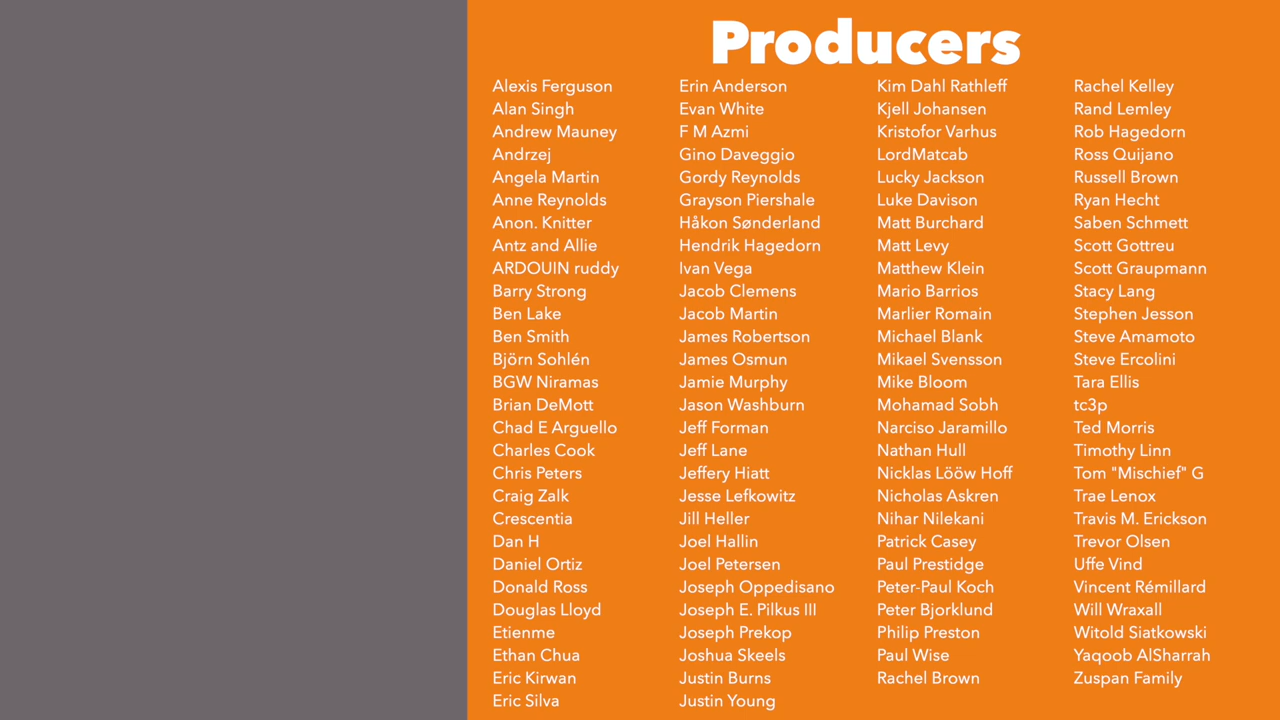 Producers
Alexis Ferguson
Alan Singh
Andrew Mauney
Andrzej
Angela Martin
Anne Reynolds
Anon. Knitter
Antz and Allie
ARDOUIN ruddy
Barry Strong
Ben Lake
Ben Smith
Björn Sohlén
BGW Niramas
Brian DeMott
Chad E Arguello
Charles Cook
Chris Peters
Craig Zalk
Crescentia
Dan H
Daniel Ortiz
Donald Ross
Douglas Lloyd
Etienme
Ethan Chua
Eric Kirwan
Eric Silva
Erin Anderson
Evan White
F M Azmi
Gino Daveggio
Gordy Reynolds
Grayson Piershale
Håkon Sønderland
Hendrik Hagedorn
Ivan Vega
Jacob Clemens
Jacob Martin
James Robertson
James Osmun
Jamie Murphy
Jason Washburn
Jeff Forman
Jeff Lane
Jeffery Hiatt
Jesse Lefkowitz
Jill Heller
Joel Hallin
Joel Petersen
Joseph Oppedisano
Joseph E. Pilkus III
Joseph Prekop
Joshua Skeels
Justin Burns
Justin Young
Kim Dahl Rathleff
Kjell Johansen
Kristofor Varhus
LordMatcab
Lucky Jackson
Luke Davison
Matt Burchard
Matt Levy
Matthew Klein
Mario Barrios
Marlier Romain
Michael Blank
Mikael Svensson
Mike Bloom
Mohamad Sobh
Narciso Jaramillo
Nathan Hull
Nicklas Lööw Hoff
Nicholas Askren
Nihar Nilekani
Patrick Casey
Paul Prestidge
Peter-Paul Koch
Peter Bjorklund
Philip Preston
Paul Wise
Rachel Brown
Rachel Kelley
Rand Lemley
Rob Hagedorn
Ross Quijano
Russell Brown
Ryan Hecht
Saben Schmett
Scott Gottreu
Scott Graupmann
Stacy Lang
Stephen Jesson
Steve Amamoto
Steve Ercolini
Tara Ellis
tc3p
Ted Morris
Timothy Linn
Tom "Mischief" G
Trae Lenox
Travis M. Erickson
Trevor Olsen
Uffe Vind
Vincent Rémillard
Will Wraxall
Witold Siatkowski
Yaqoob AlSharrah
Zuspan Family